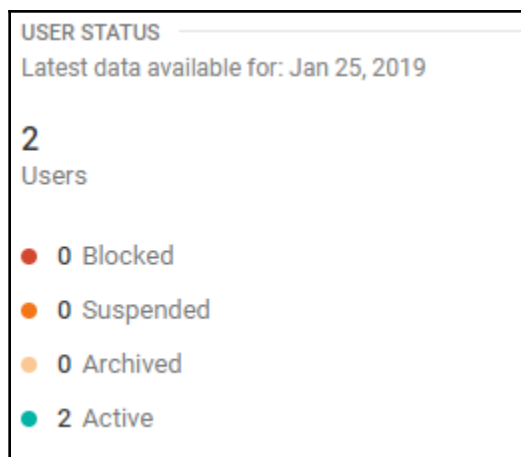 USER STATUS
Latest data available for: Jan 25, 2019
2
Users
0 Blocked
0 Suspended
0 Archived
2 Active